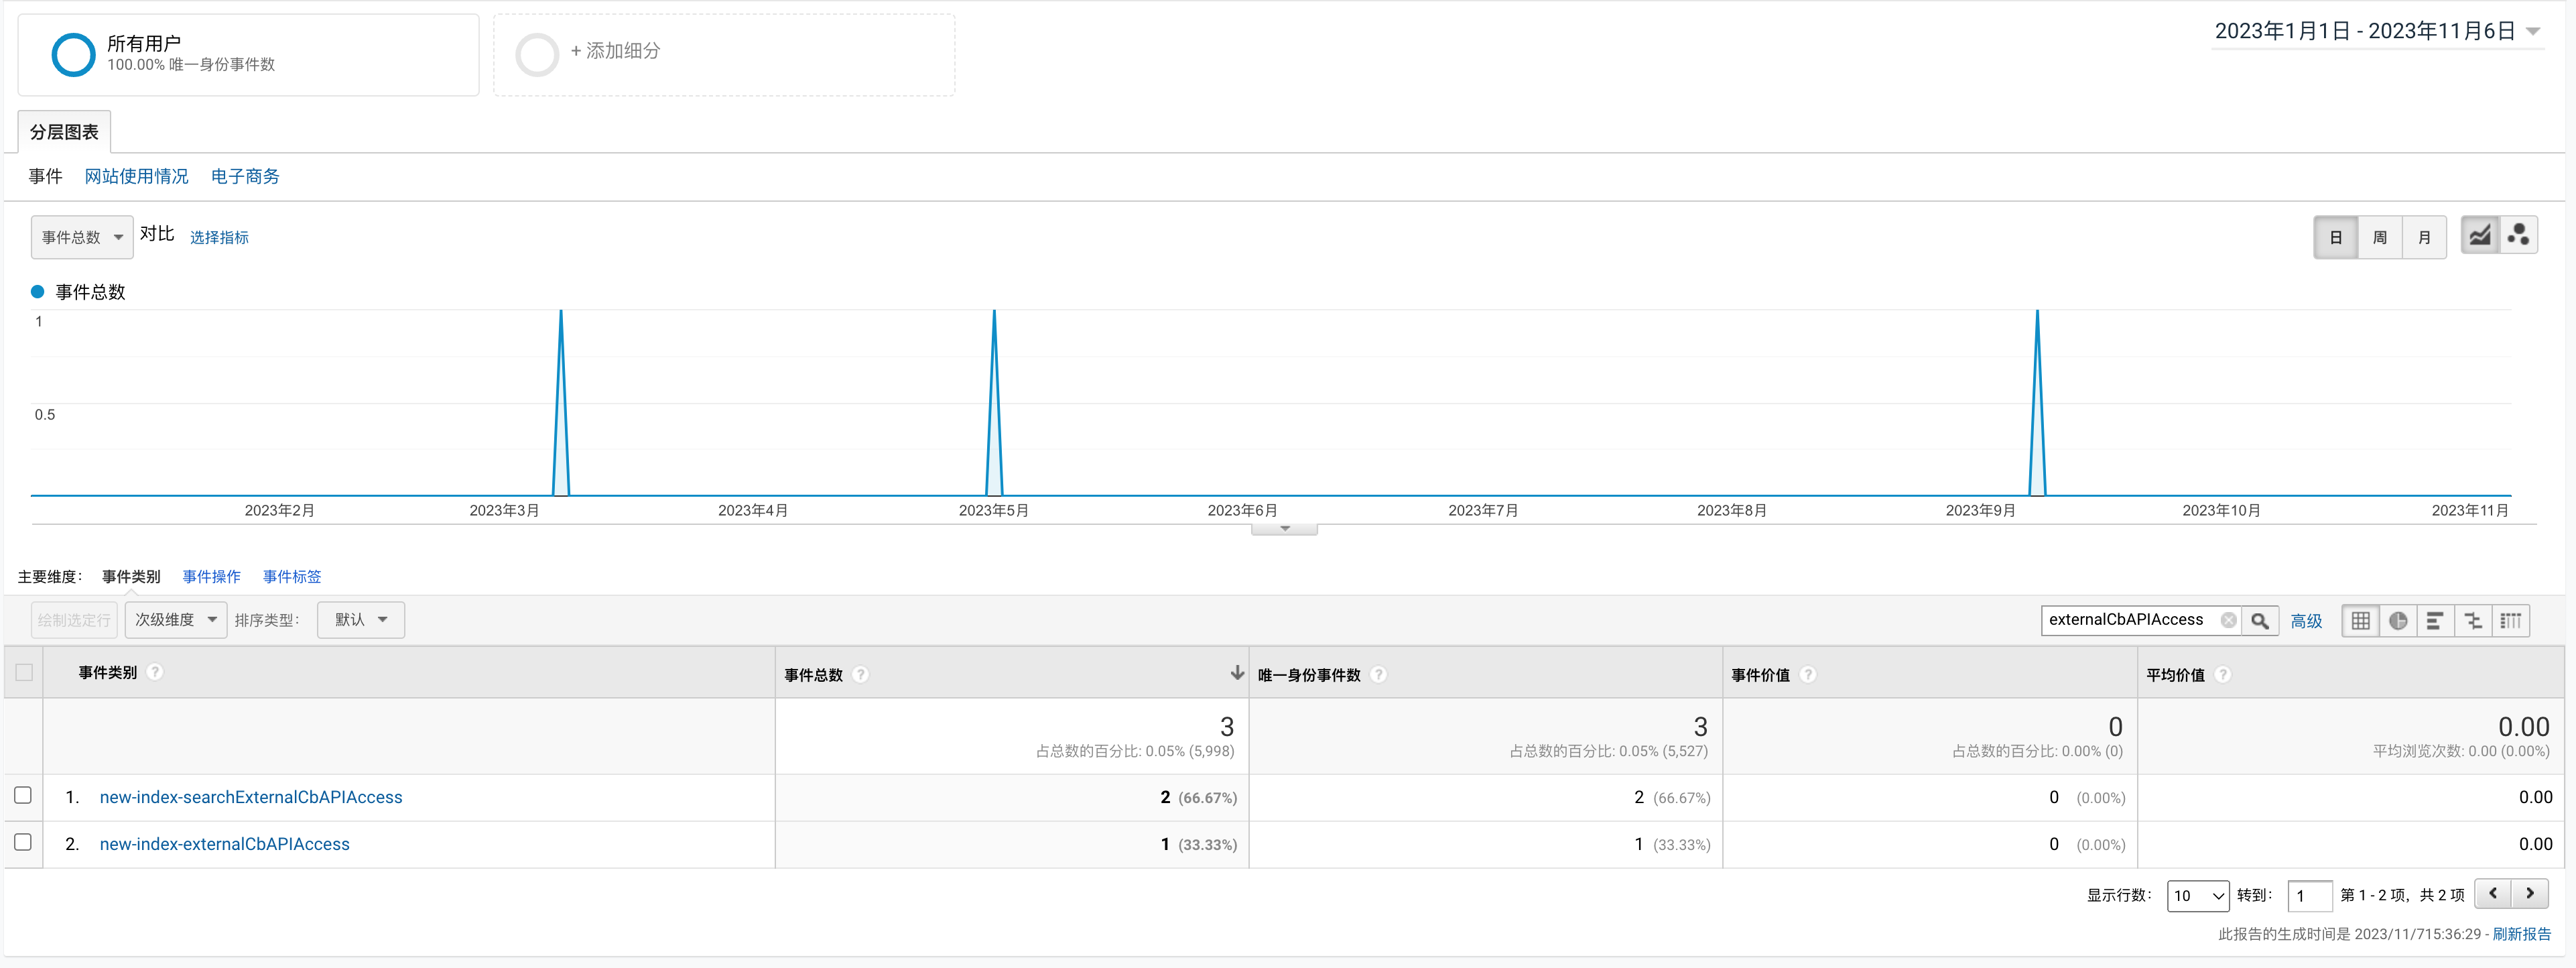 所有用户
100.00% 唯一身份事件数
+ 添加细分
2023年1月1日 - 2023年11月6日
分层图表
事件 网站使用情况 电子商务
事件总数 对比 选择指标
日 周 月
事件总数
1
0.5
2023年2月 2023年3月 2023年4月 2023年5月 2023年6月 2023年7月 2023年8月 2023年9月 2023年10月 2023年11月
主要维度： 事件类别 事件操作 事件标签
绘制选定行 次级维度 排序类型： 默认 externalCbAPIAccess 高级
事件类别 ? 事件总数 ? 唯一身份事件数 ? 事件价值 ? 平均价值 ?
3 3 0 0.00
占总数的百分比: 0.05% (5,998) 占总数的百分比: 0.05% (5,527) 占总数的百分比: 0.00% (0) 平均浏览次数: 0.00 (0.00%)
1. new-index-searchExternalCbAPIAccess 2 (66.67%) 2 (66.67%) 0 (0.00%) 0.00
2. new-index-externalCbAPIAccess 1 (33.33%) 1 (33.33%) 0 (0.00%) 0.00
显示行数： 10 转到： 1 第 1 - 2 项，共 2 项
此报告的生成时间是 2023/11/715:36:29 - 刷新报告